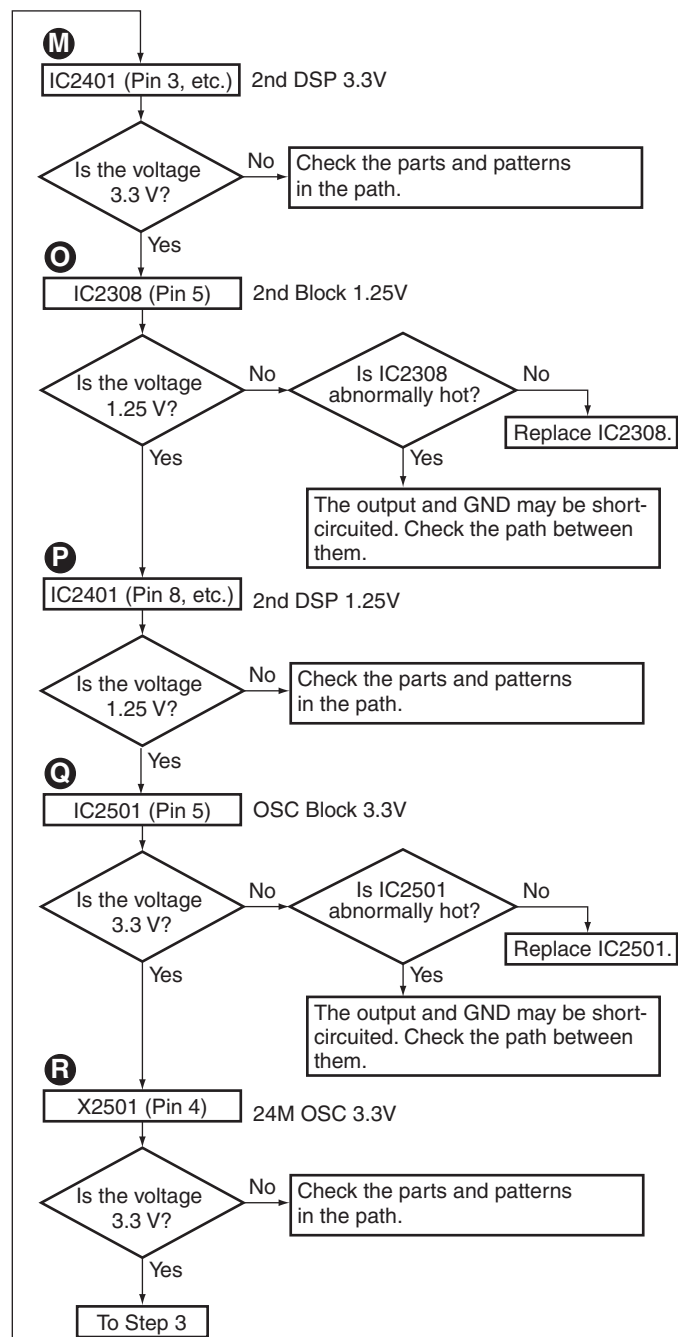 M
IC2401 (Pin 3, etc.) 2nd DSP 3.3V
Is the voltage
3.3 V?
No
Check the parts and patterns
in the path.
Yes
O
IC2308 (Pin 5) 2nd Block 1.25V
Is the voltage
1.25 V?
No
Is IC2308
abnormally hot?
No
Replace IC2308.
Yes
Yes
The output and GND may be short-
circuited. Check the path between
them.
P
IC2401 (Pin 8, etc.) 2nd DSP 1.25V
Is the voltage
1.25 V?
No
Check the parts and patterns
in the path.
Yes
Q
IC2501 (Pin 5) OSC Block 3.3V
Is the voltage
3.3 V?
No
Is IC2501
abnormally hot?
No
Replace IC2501.
Yes
Yes
The output and GND may be short-
circuited. Check the path between
them.
R
X2501 (Pin 4) 24M OSC 3.3V
Is the voltage
3.3 V?
No
Check the parts and patterns
in the path.
Yes
To Step 3